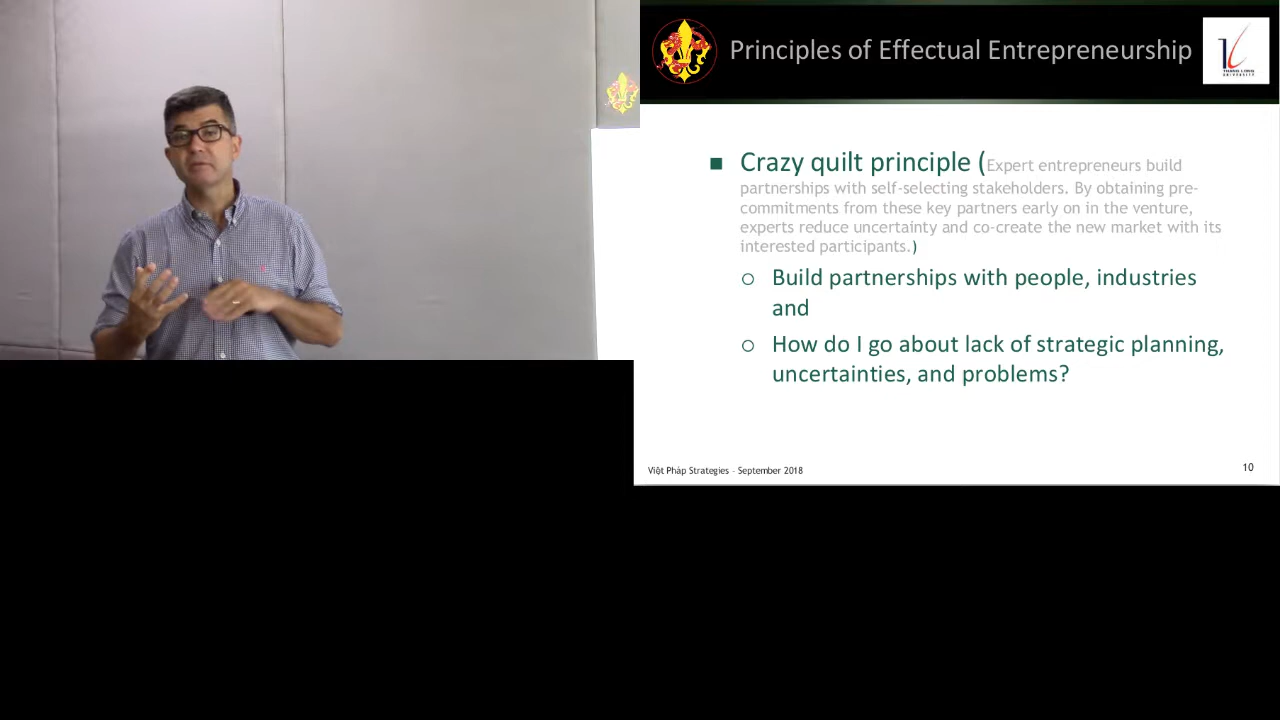 Principles of Effectual Entrepreneurship
THANG LONG
UNIVERSITY
■ Crazy quilt principle (Expert entrepreneurs build
partnerships with self-selecting stakeholders. By obtaining pre-
commitments from these key partners early on in the venture,
experts reduce uncertainty and co-create the new market with its
interested participants.)
○ Build partnerships with people, industries
and
○ How do I go about lack of strategic planning,
uncertainties, and problems?
Việt Pháp Strategies - September 2018
10